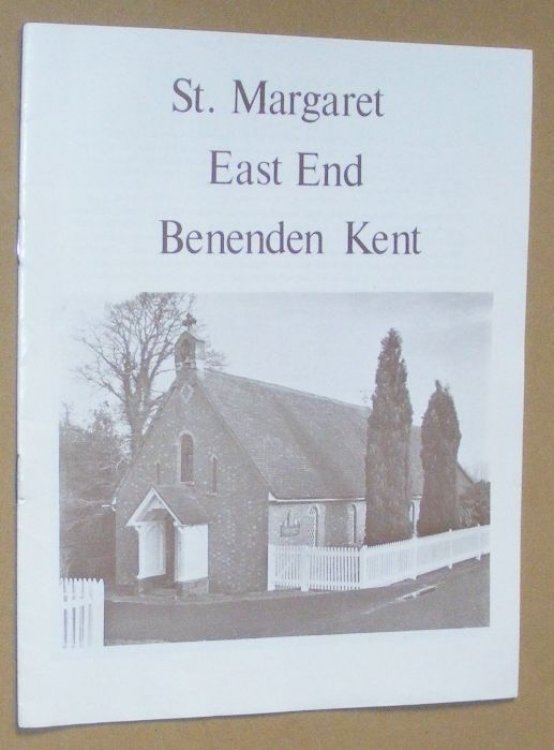 St. Margaret
East End
Benenden Kent